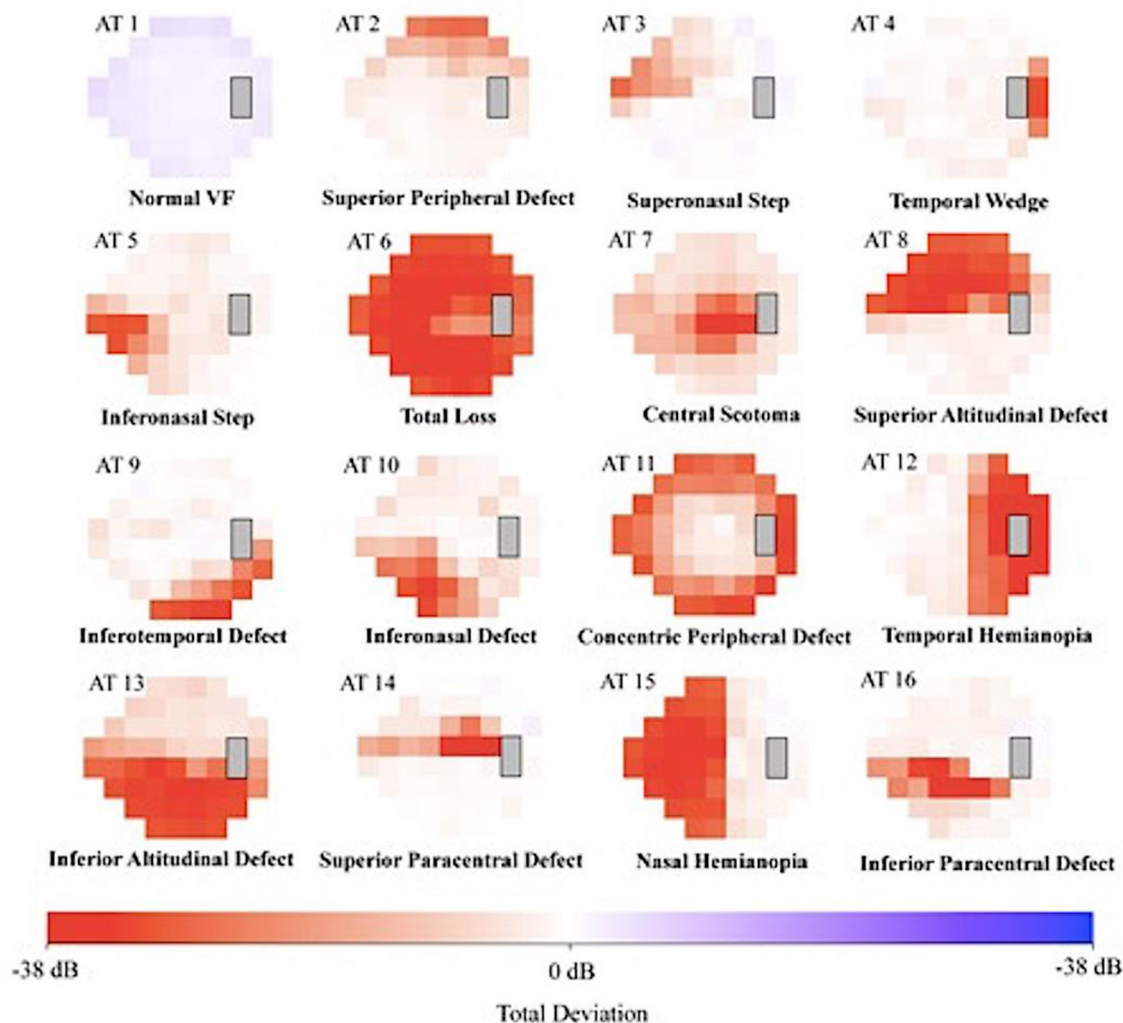 AT 1
AT 2
AT 3
AT 4
Normal VF
Superior Peripheral Defect
Superonasal Step
Temporal Wedge
AT 5
AT 6
AT 7
AT 8
Inferonasal Step
Total Loss
Central Scotoma
Superior Altitudinal Defect
AT 9
AT 10
AT 11
AT 12
Inferotemporal Defect
Inferonasal Defect
Concentric Peripheral Defect
Temporal Hemianopia
AT 13
AT 14
AT 15
AT 16
Inferior Altitudinal Defect
Superior Paracentral Defect
Nasal Hemianopia
Inferior Paracentral Defect
-38 dB
0 dB
-38 dB
Total Deviation